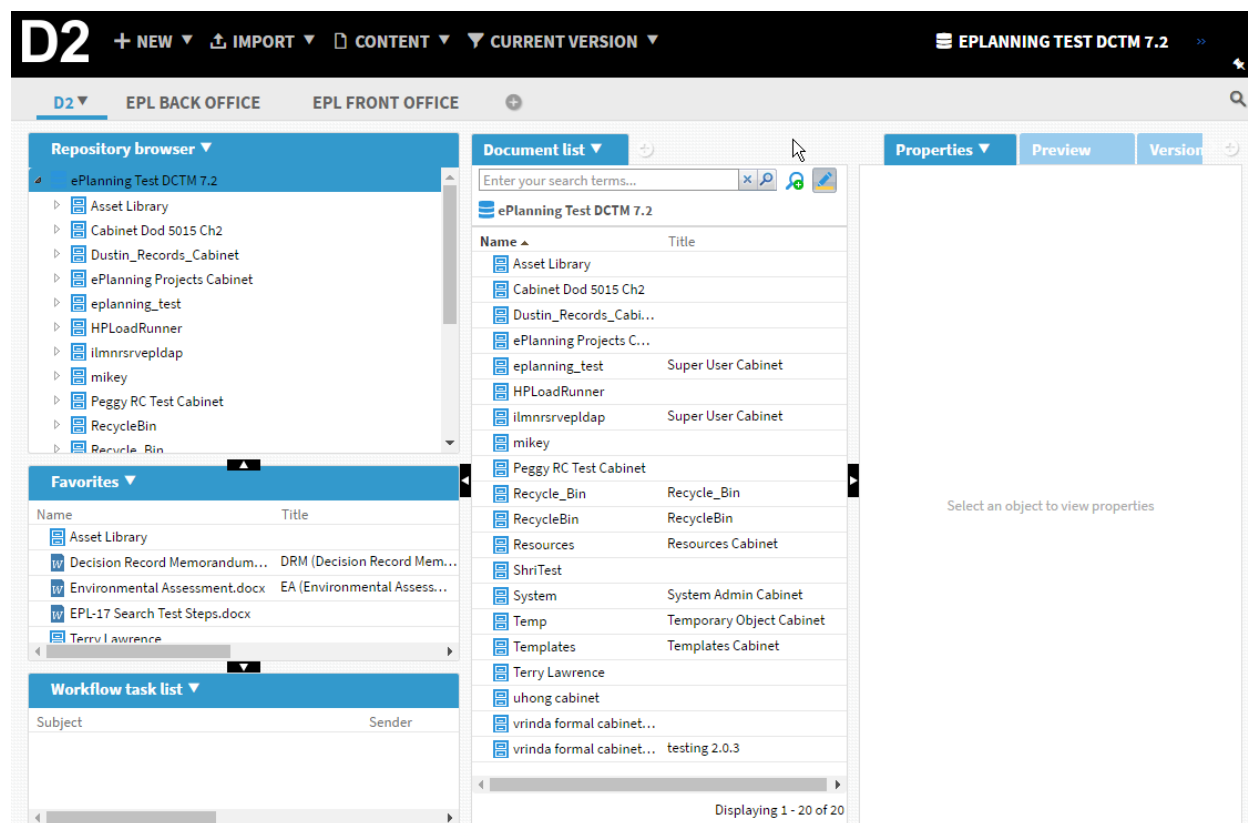 D2 NEW IMPORT CONTENT CURRENT VERSION EPLANNING TEST DCTM 7.2 »
D2 EPL BACK OFFICE EPL FRONT OFFICE
Repository browser
ePlanning Test DCTM 7.2
Asset Library
Cabinet Dod 5015 Ch2
Dustin_Records_Cabinet
ePlanning Projects Cabinet
eplanning_test
HPLoadRunner
ilmnrsrvepldap
mikey
Peggy RC Test Cabinet
RecycleBin
Recycle_Bin
Favorites
Name Title
Asset Library
Decision Record Memorandum... DRM (Decision Record Mem...
Environmental Assessment.docx EA (Environmental Assess...
EPL-17 Search Test Steps.docx
Terry Lawrence
Workflow task list
Subject Sender
Document list
Enter your search terms...
ePlanning Test DCTM 7.2
Name Title
Asset Library
Cabinet Dod 5015 Ch2
Dustin_Records_Cabi...
ePlanning Projects C...
eplanning_test Super User Cabinet
HPLoadRunner
ilmnrsrvepldap Super User Cabinet
mikey
Peggy RC Test Cabinet
Recycle_Bin Recycle_Bin
RecycleBin RecycleBin
Resources Resources Cabinet
ShriTest
System System Admin Cabinet
Temp Temporary Object Cabinet
Templates Templates Cabinet
Terry Lawrence
uhong cabinet
vrinda formal cabinet...
vrinda formal cabinet... testing 2.0.3
Displaying 1 - 20 of 20
Properties Preview Version
Select an object to view properties